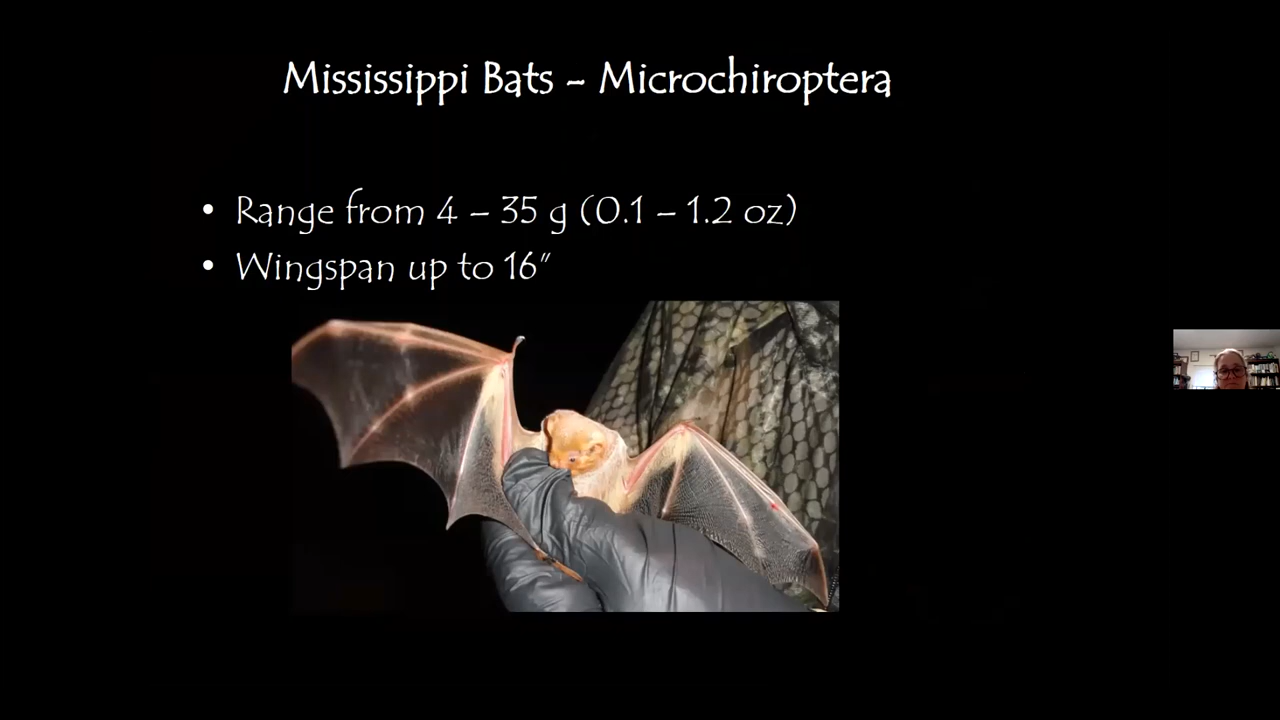 Mississippi Bats – Microchiroptera
• Range from 4 – 35 g (0.1 – 1.2 oz)
• Wingspan up to 16”